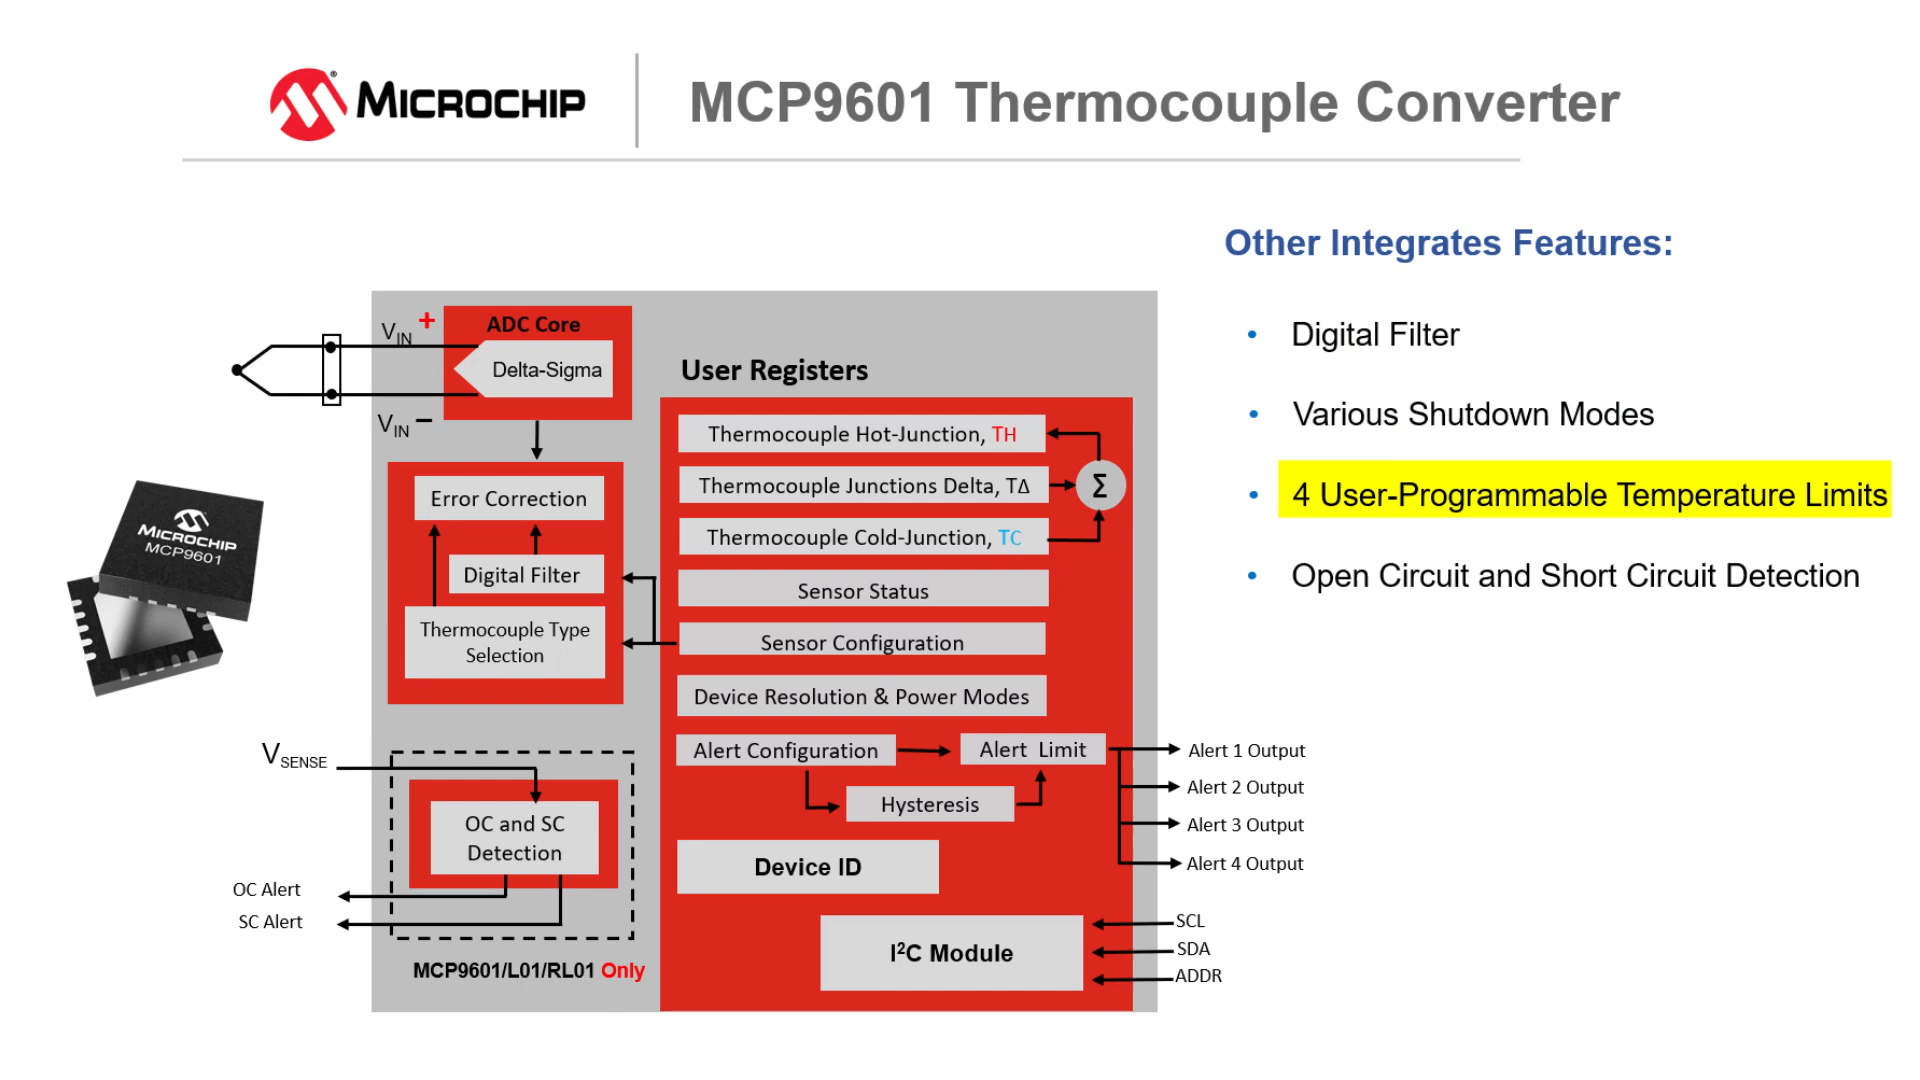 MICROCHIP
MCP9601 Thermocouple Converter
Other Integrates Features:
• Digital Filter
• Various Shutdown Modes
• 4 User-Programmable Temperature Limits
• Open Circuit and Short Circuit Detection
VIN +
VIN −
ADC Core
Delta-Sigma
Error Correction
Digital Filter
Thermocouple Type
Selection
MICROCHIP
MCP9601
VSENSE
OC and SC
Detection
OC Alert
SC Alert
MCP9601/L01/RL01 Only
User Registers
Thermocouple Hot-Junction, TH
Thermocouple Junctions Delta, TΔ
Σ
Thermocouple Cold-Junction, TC
Sensor Status
Sensor Configuration
Device Resolution & Power Modes
Alert Configuration
Alert Limit
Hysteresis
Device ID
I²C Module
Alert 1 Output
Alert 2 Output
Alert 3 Output
Alert 4 Output
SCL
SDA
ADDR